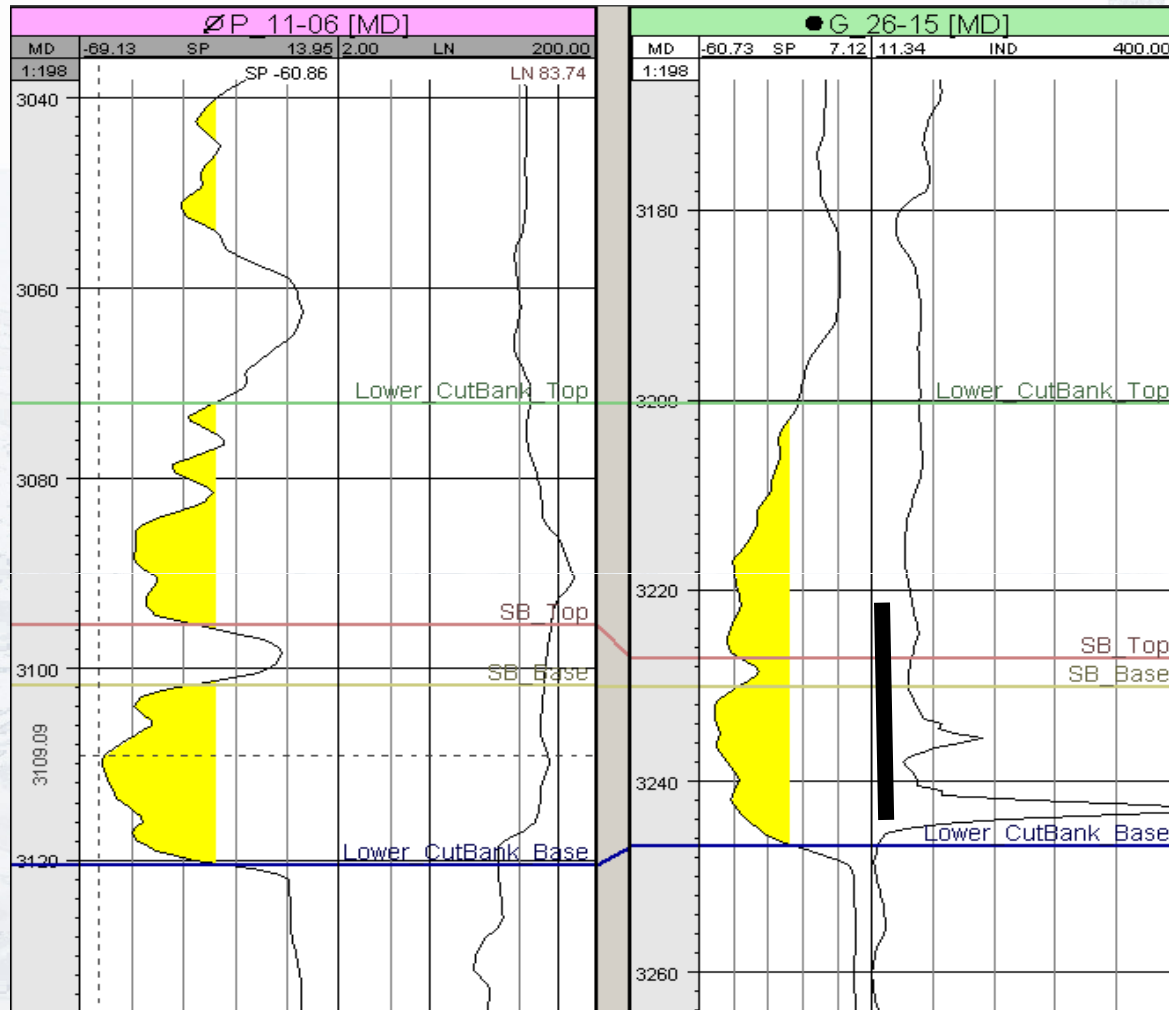 P_11-06 [MD]
MD -69.13 SP 13.95 2.00 LN 200.00
1:198 SP -60.86 LN 83.74
3040
3060
Lower_CutBank_Top
3080
SB_Top
3100 SB_Base
3109.09
3120 Lower_CutBank_Base
G_26-15 [MD]
MD -60.73 SP 7.12 11.34 IND 400.00
1:198
3180
3200 Lower_CutBank_Top
3220
SB_Top
SB_Base
3240
Lower_CutBank_Base
3260